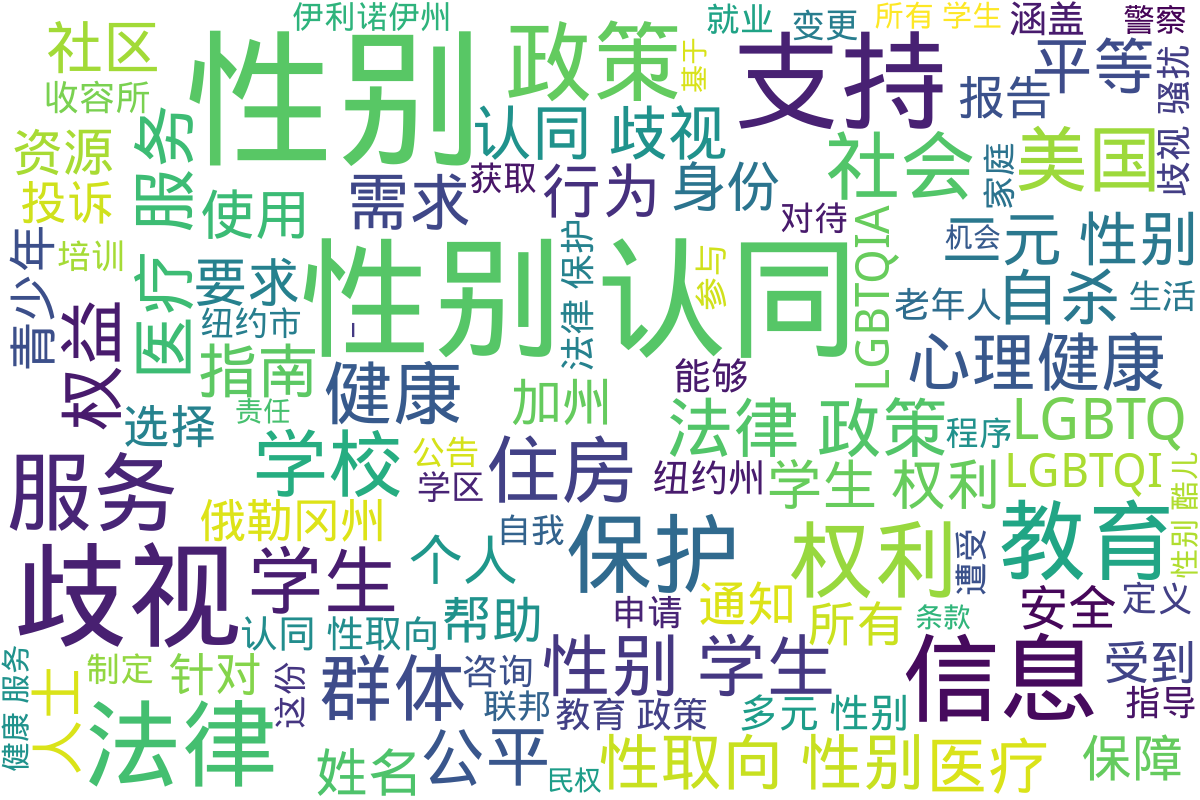 伊利诺伊州
就业
变更
所有 学生
涵盖
警察
社区
性别
政策
基于
支持
平等
骚扰
收容所
服务
认同 歧视
报告
资源
投诉
使用
需求
获取
行为
身份
社会
家庭
美国
歧视
对待
青少年
培训
医疗
要求
性别 认同
法律 保护
参与
LGBTQIA
机会
二元 性别
老年人
自杀
生活
权益
纽约市
一
指南
健康
加州
能够
心理健康
选择
责任
学校
公告
学区
住房
纽约州
法律 政策
程序
LGBTQ
学生 权利
LGBTQI
性别 酷儿
服务
俄勒冈州
自我
保护
权利
遭受
教育
歧视
学生
个人
帮助
申请
通知
所有
条款
安全
定义
认同 性取向
健康 服务
人士
制定
针对
这份
群体
咨询
性别 学生
信息
受到
指导
法律
联邦
教育 政策
多元 性别
姓名
公平
民权
性取向 性别
医疗
保障